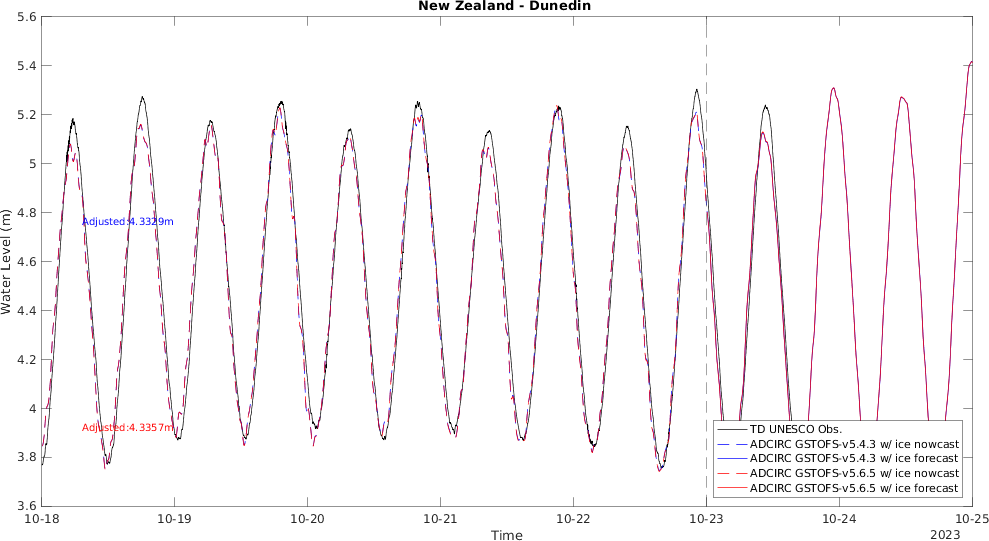 New Zealand - Dunedin
5.6
5.4
5.2
5
4.8
4.6
4.4
4.2
4
3.8
3.6
Water Level (m)
Adjusted:4.3329m
Adjusted:4.3357m
TD UNESCO Obs.
ADCIRC GSTOFS-v5.4.3 w/ ice nowcast
ADCIRC GSTOFS-v5.4.3 w/ ice forecast
ADCIRC GSTOFS-v5.6.5 w/ ice nowcast
ADCIRC GSTOFS-v5.6.5 w/ ice forecast
10-18 10-19 10-20 10-21 10-22 10-23 10-24 10-25
Time
2023